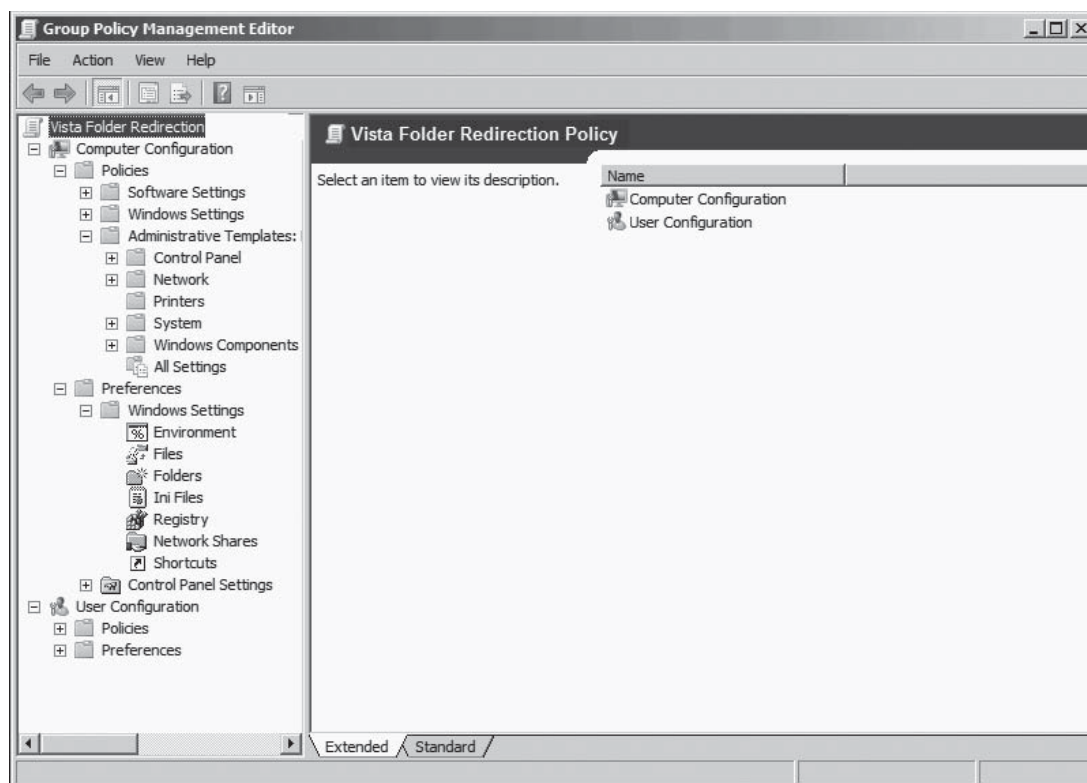 Group Policy Management Editor
File Action View Help
Vista Folder Redirection
Computer Configuration
Policies
Software Settings
Windows Settings
Administrative Templates:
Control Panel
Network
Printers
System
Windows Components
All Settings
Preferences
Windows Settings
Environment
Files
Folders
Ini Files
Registry
Network Shares
Shortcuts
Control Panel Settings
User Configuration
Policies
Preferences
Vista Folder Redirection Policy
Select an item to view its description.
Name
Computer Configuration
User Configuration
Extended Standard